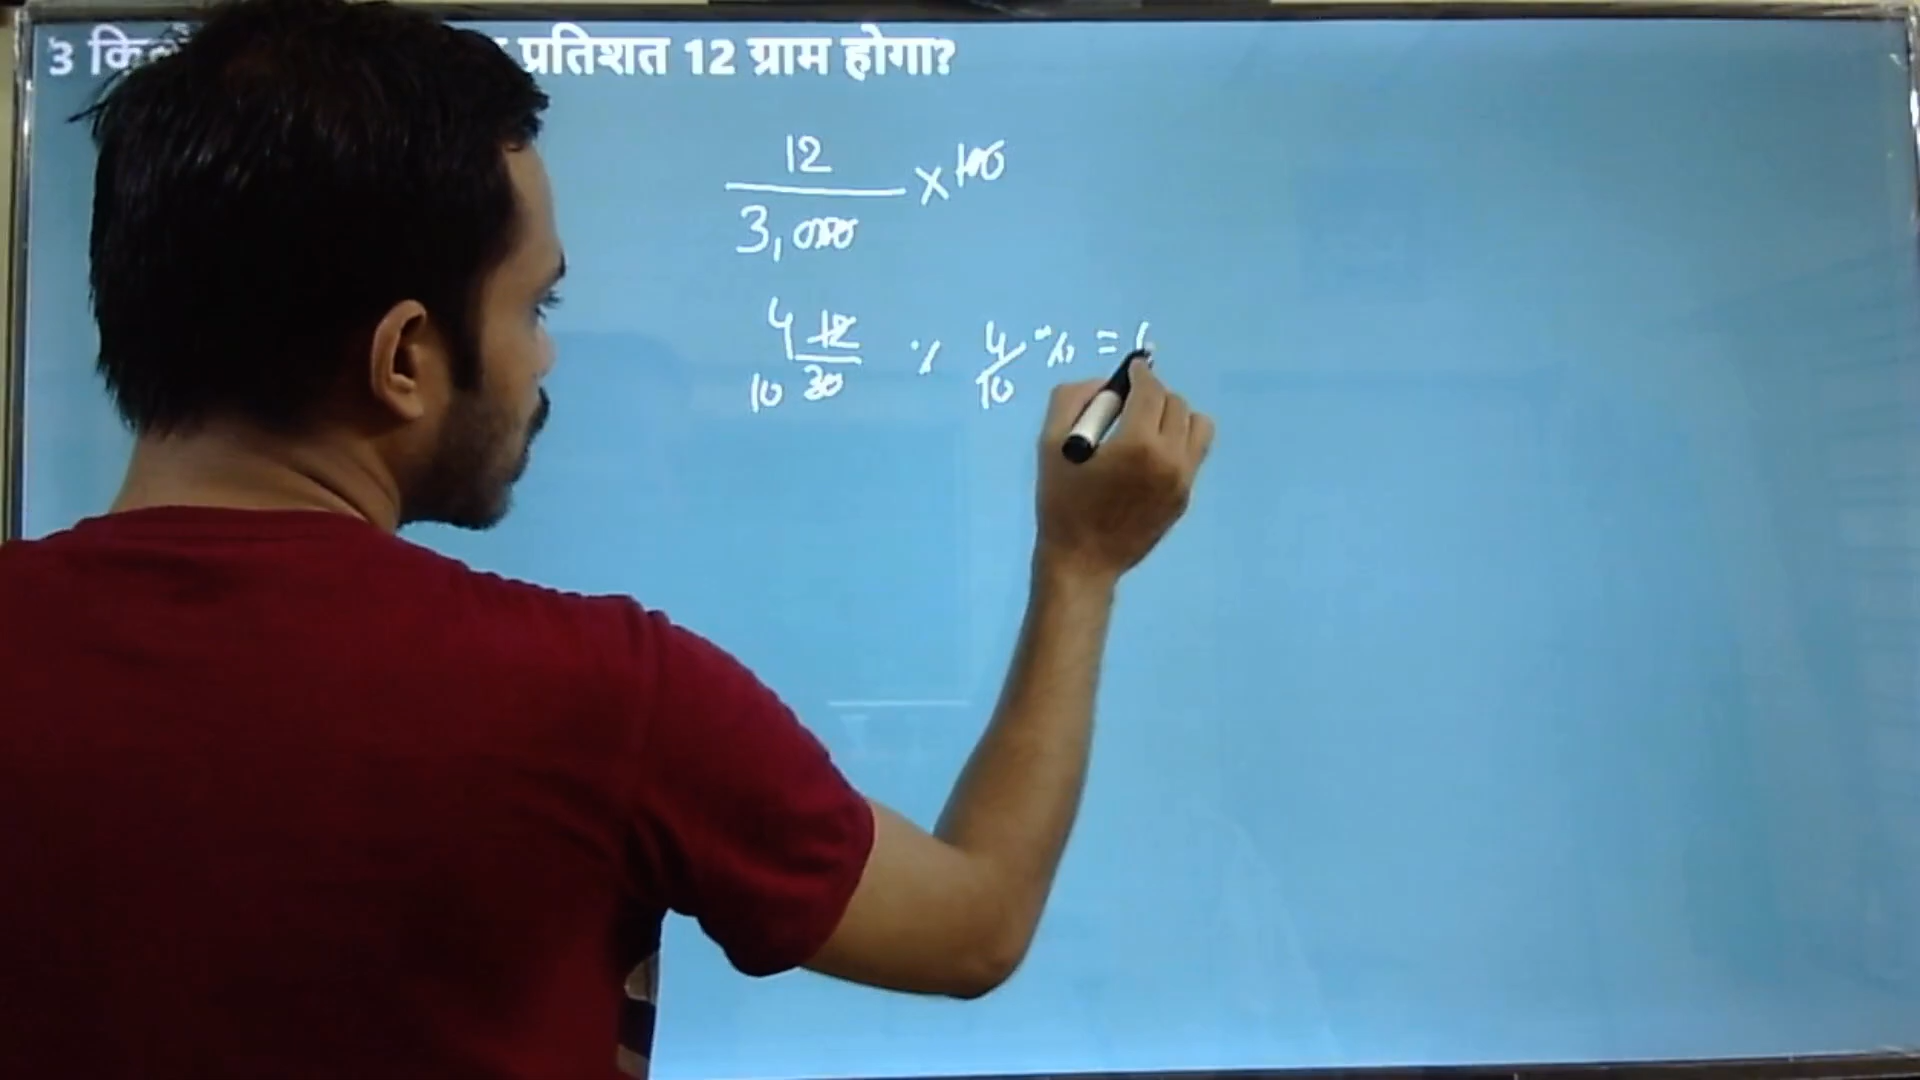 3 प्रतिशत 12 ग्राम होगा?
12
3,000 × 100
4 12
10 30 % 4/10 % =